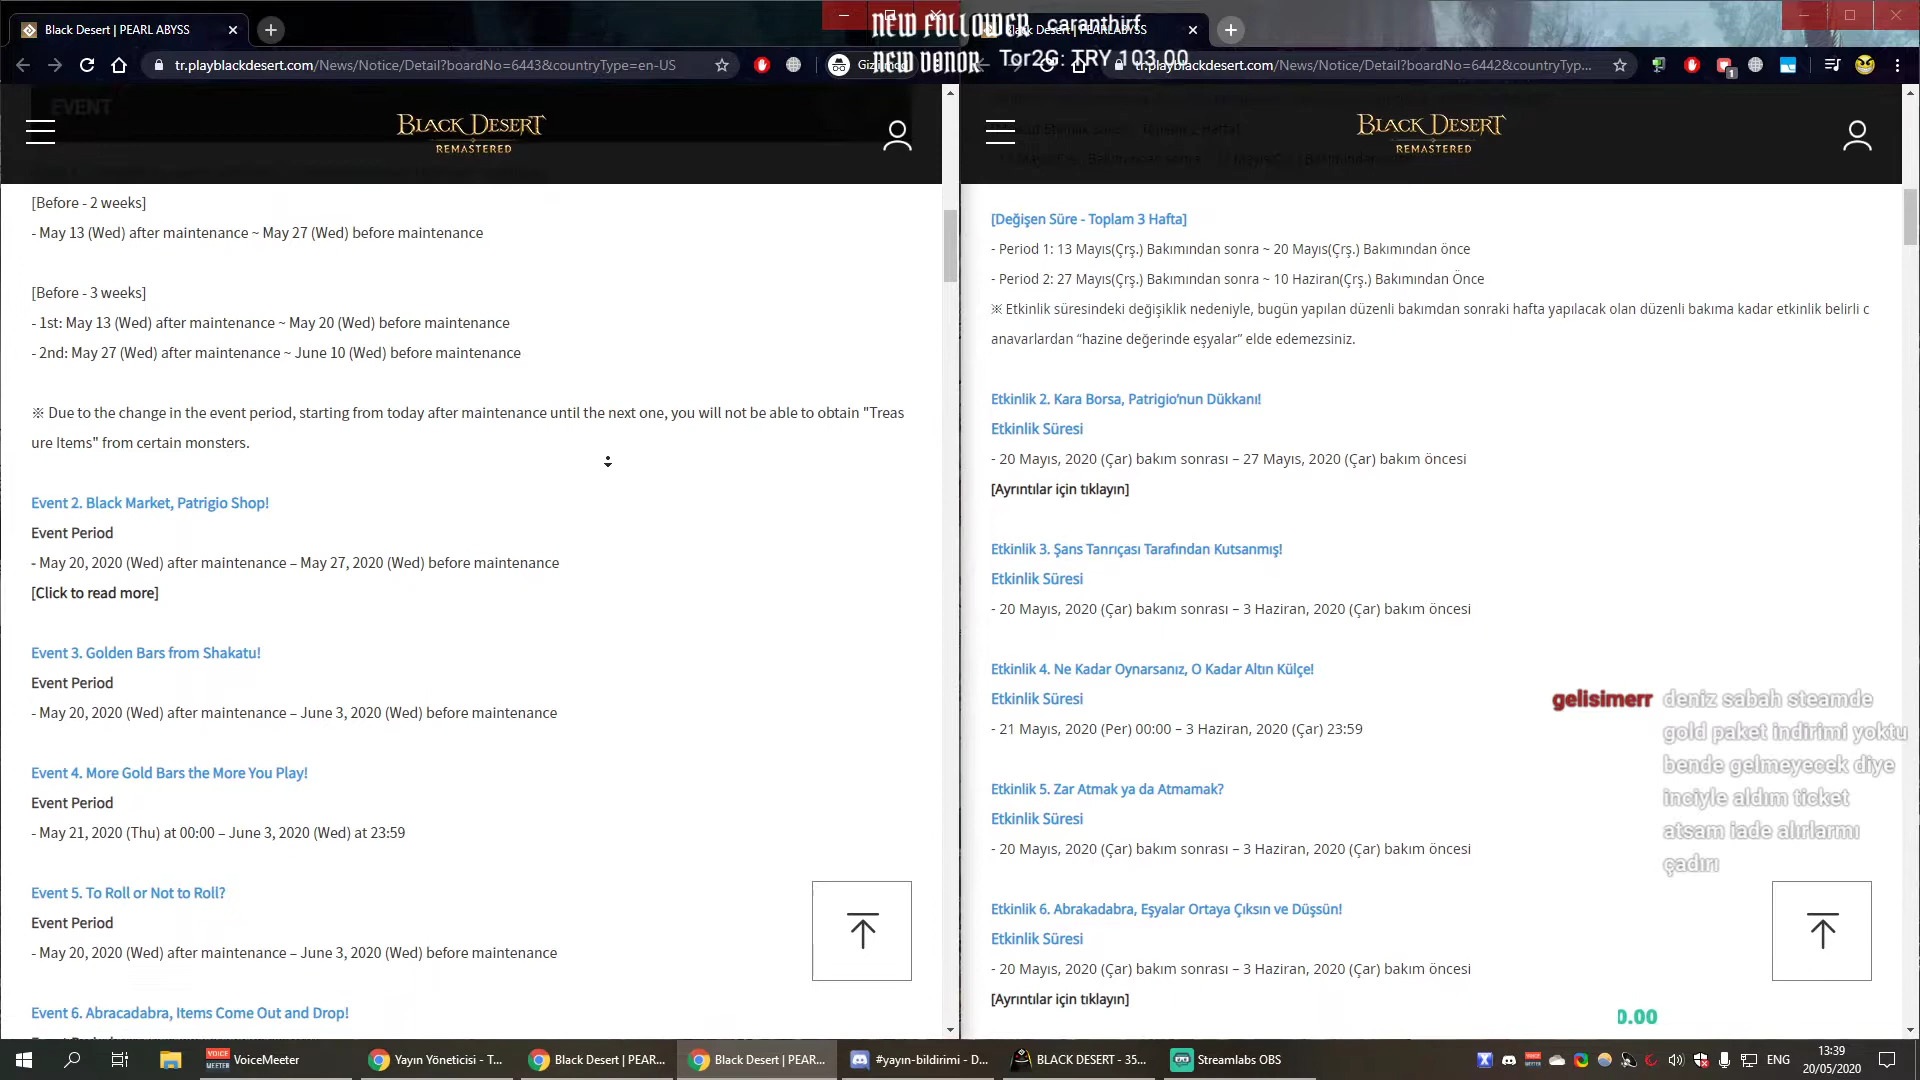 Black Desert | PEARL ABYSS
NEW FOLLOWER caranthirf
NEW DONOR Tor2G: TRY 103.00
tr.playblackdesert.com/News/Notice/Detail?boardNo=6443&countryType=en-US
tr.playblackdesert.com/News/Notice/Detail?boardNo=6442&countryTyp...
EVENT
BLACK DESERT
REMASTERED
[Before - 2 weeks]
- May 13 (Wed) after maintenance ~ May 27 (Wed) before maintenance
[Before - 3 weeks]
- 1st: May 13 (Wed) after maintenance ~ May 20 (Wed) before maintenance
- 2nd: May 27 (Wed) after maintenance ~ June 10 (Wed) before maintenance
※ Due to the change in the event period, starting from today after maintenance until the next one, you will not be able to obtain "Treas
ure Items" from certain monsters.
Event 2. Black Market, Patrigio Shop!
Event Period
- May 20, 2020 (Wed) after maintenance – May 27, 2020 (Wed) before maintenance
[Click to read more]
Event 3. Golden Bars from Shakatu!
Event Period
- May 20, 2020 (Wed) after maintenance – June 3, 2020 (Wed) before maintenance
Event 4. More Gold Bars the More You Play!
Event Period
- May 21, 2020 (Thu) at 00:00 – June 3, 2020 (Wed) at 23:59
Event 5. To Roll or Not to Roll?
Event Period
- May 20, 2020 (Wed) after maintenance – June 3, 2020 (Wed) before maintenance
Event 6. Abracadabra, Items Come Out and Drop!
BLACK DESERT
REMASTERED
[Değişen Süre - Toplam 3 Hafta]
- Period 1: 13 Mayıs(Çrş.) Bakımından sonra ~ 20 Mayıs(Çrş.) Bakımından önce
- Period 2: 27 Mayıs(Çrş.) Bakımından sonra ~ 10 Haziran(Çrş.) Bakımından Önce
※ Etkinlik süresindeki değişiklik nedeniyle, bugün yapılan düzenli bakımdan sonraki hafta yapılacak olan düzenli bakıma kadar etkinlik belirli c
anavarlardan “hazine değerinde eşyalar” elde edemezsiniz.
Etkinlik 2. Kara Borsa, Patrigio’nun Dükkanı!
Etkinlik Süresi
- 20 Mayıs, 2020 (Çar) bakım sonrası – 27 Mayıs, 2020 (Çar) bakım öncesi
[Ayrıntılar için tıklayın]
Etkinlik 3. Şans Tanrıçası Tarafından Kutsanmış!
Etkinlik Süresi
- 20 Mayıs, 2020 (Çar) bakım sonrası – 3 Haziran, 2020 (Çar) bakım öncesi
Etkinlik 4. Ne Kadar Oynarsanız, O Kadar Altın Külçe!
Etkinlik Süresi
- 21 Mayıs, 2020 (Per) 00:00 – 3 Haziran, 2020 (Çar) 23:59
Etkinlik 5. Zar Atmak ya da Atmamak?
Etkinlik Süresi
- 20 Mayıs, 2020 (Çar) bakım sonrası – 3 Haziran, 2020 (Çar) bakım öncesi
Etkinlik 6. Abrakadabra, Eşyalar Ortaya Çıksın ve Düşsün!
Etkinlik Süresi
- 20 Mayıs, 2020 (Çar) bakım sonrası – 3 Haziran, 2020 (Çar) bakım öncesi
[Ayrıntılar için tıklayın]
gelisimerr deniz sabah steamde
gold paket indirimi yoktu
bende gelmeyecek diye
inciyle aldım ticket
atsam iade alırlarmı
çadırı
0.00
VoiceMeeter
Yayın Yöneticisi - T...
Black Desert | PEAR...
Black Desert | PEAR...
#yayın-bildirimi - D...
BLACK DESERT - 35...
Streamlabs OBS
ENG
13:39
20/05/2020